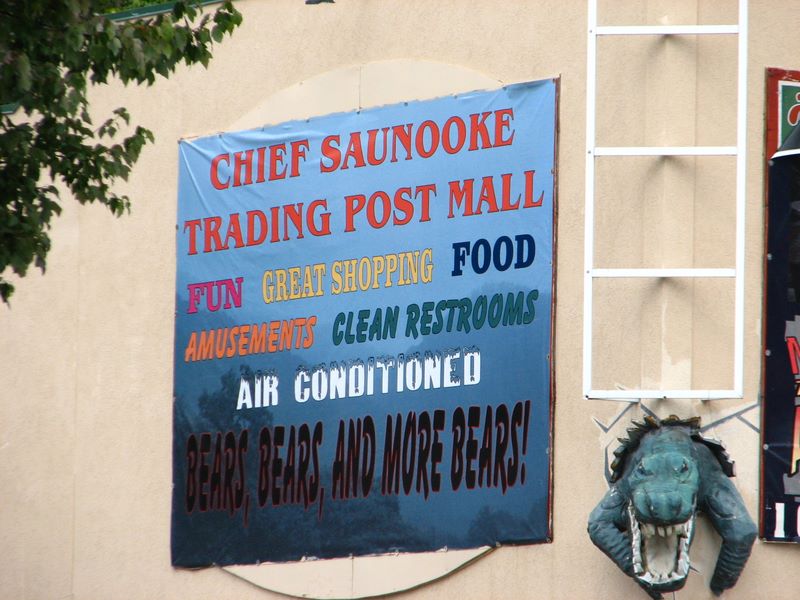 CHIEF SAUNOOKE
TRADING POST MALL
FUN GREAT SHOPPING FOOD
AMUSEMENTS CLEAN RESTROOMS
AIR CONDITIONED
BEARS, BEARS, AND MORE BEARS!